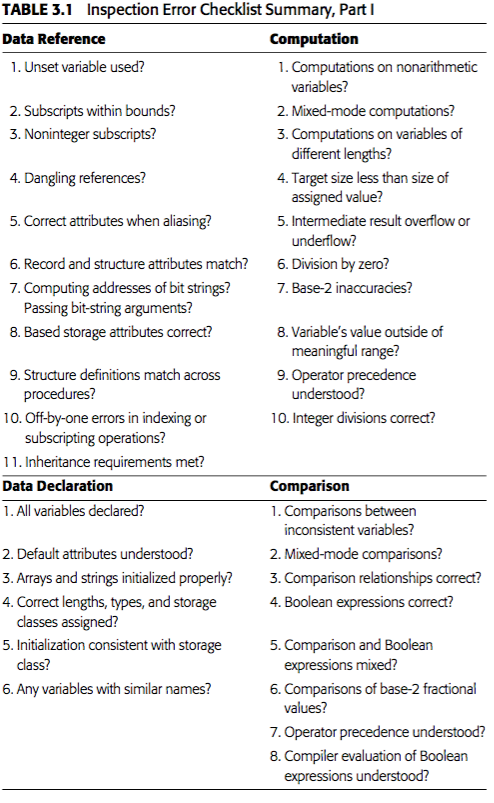 TABLE 3.1 Inspection Error Checklist Summary, Part I
Data Reference
1. Unset variable used?
2. Subscripts within bounds?
3. Noninteger subscripts?
4. Dangling references?
5. Correct attributes when aliasing?
6. Record and structure attributes match?
7. Computing addresses of bit strings?
Passing bit-string arguments?
8. Based storage attributes correct?
9. Structure definitions match across
procedures?
10. Off-by-one errors in indexing or
subscripting operations?
11. Inheritance requirements met?
Computation
1. Computations on nonarithmetic
variables?
2. Mixed-mode computations?
3. Computations on variables of
different lengths?
4. Target size less than size of
assigned value?
5. Intermediate result overflow or
underflow?
6. Division by zero?
7. Base-2 inaccuracies?
8. Variable's value outside of
meaningful range?
9. Operator precedence
understood?
10. Integer divisions correct?
Data Declaration
1. All variables declared?
2. Default attributes understood?
3. Arrays and strings initialized properly?
4. Correct lengths, types, and storage
classes assigned?
5. Initialization consistent with storage
class?
6. Any variables with similar names?
Comparison
1. Comparisons between
inconsistent variables?
2. Mixed-mode comparisons?
3. Comparison relationships correct?
4. Boolean expressions correct?
5. Comparison and Boolean
expressions mixed?
6. Comparisons of base-2 fractional
values?
7. Operator precedence understood?
8. Compiler evaluation of Boolean
expressions understood?